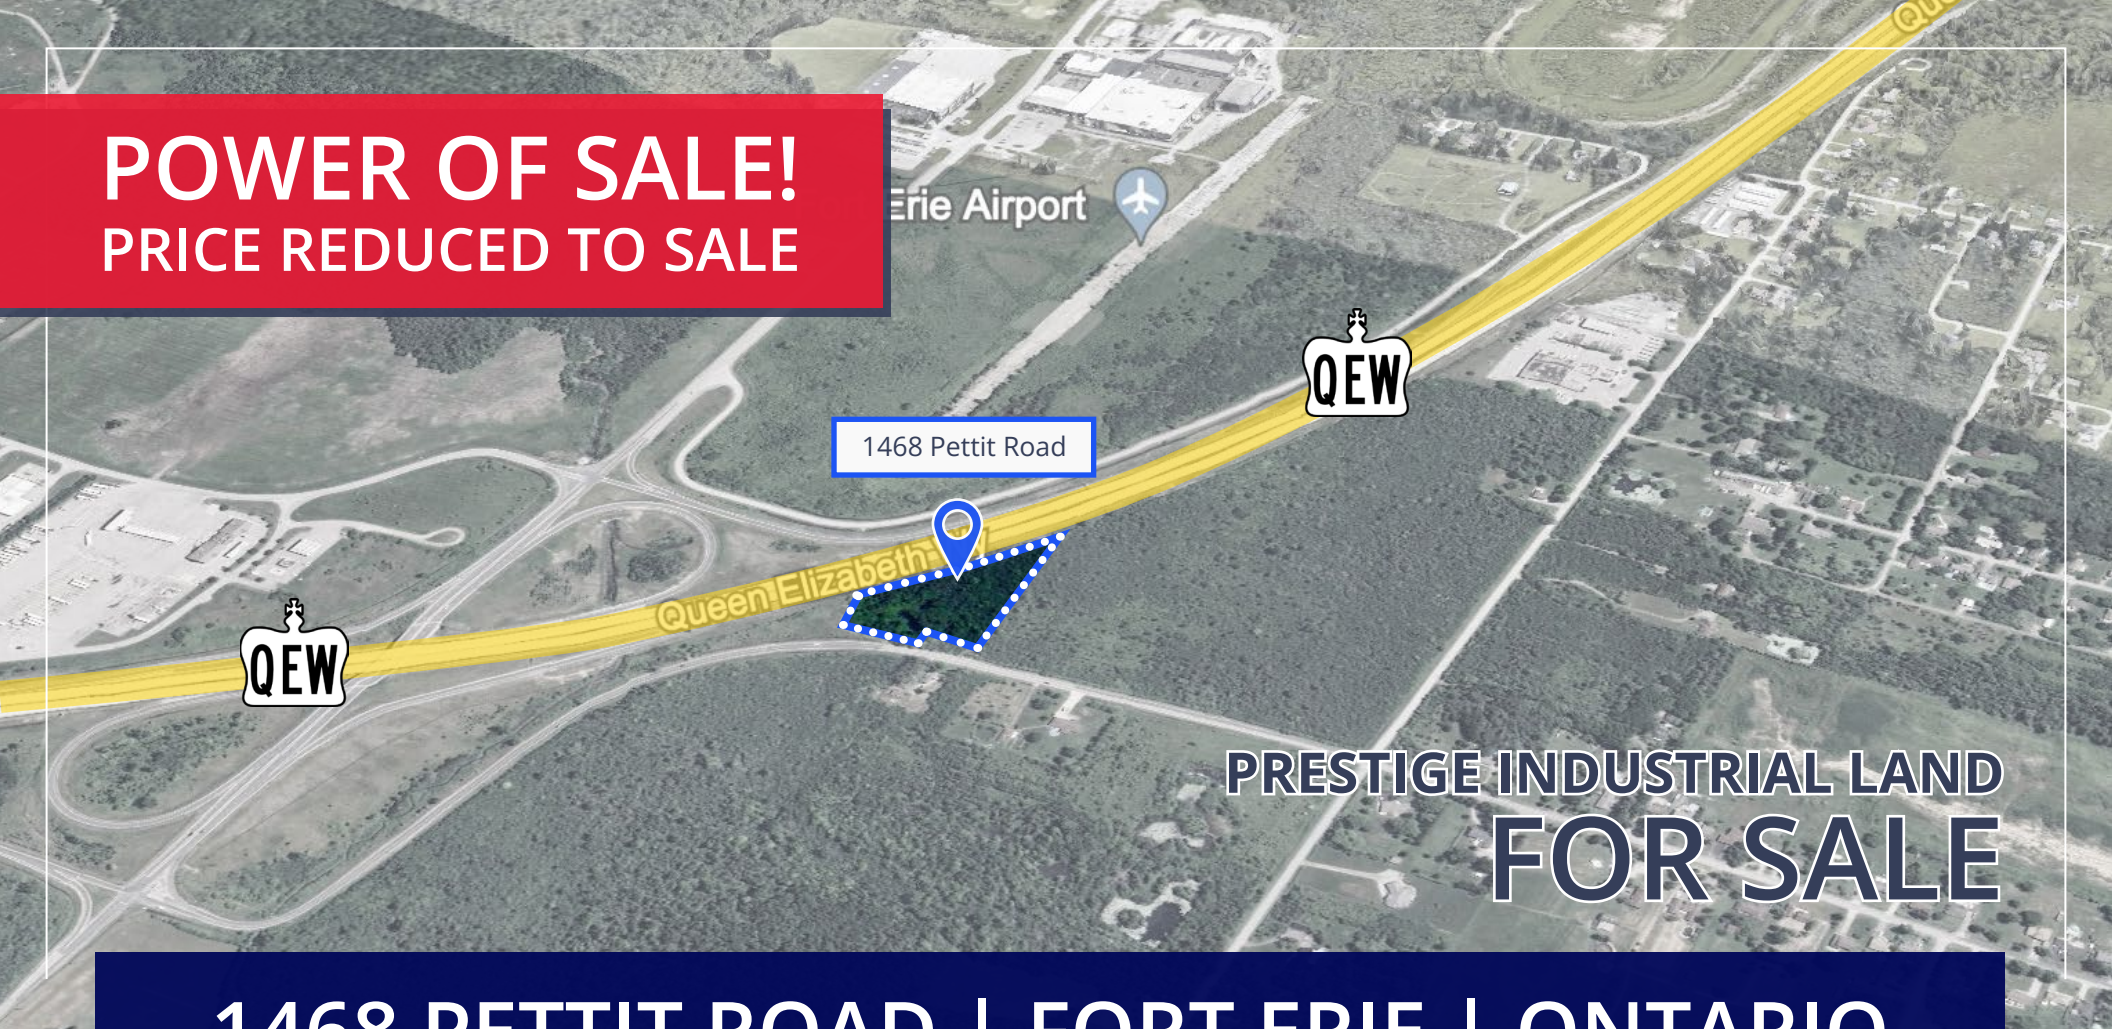 Que
POWER OF SALE!
PRICE REDUCED TO SALE
Erie Airport
QEW
1468 Pettit Road
Queen Elizabeth
QEW
PRESTIGE INDUSTRIAL LAND
FOR SALE
1468 PETTIT ROAD | FORT ERIE | ONTARIO